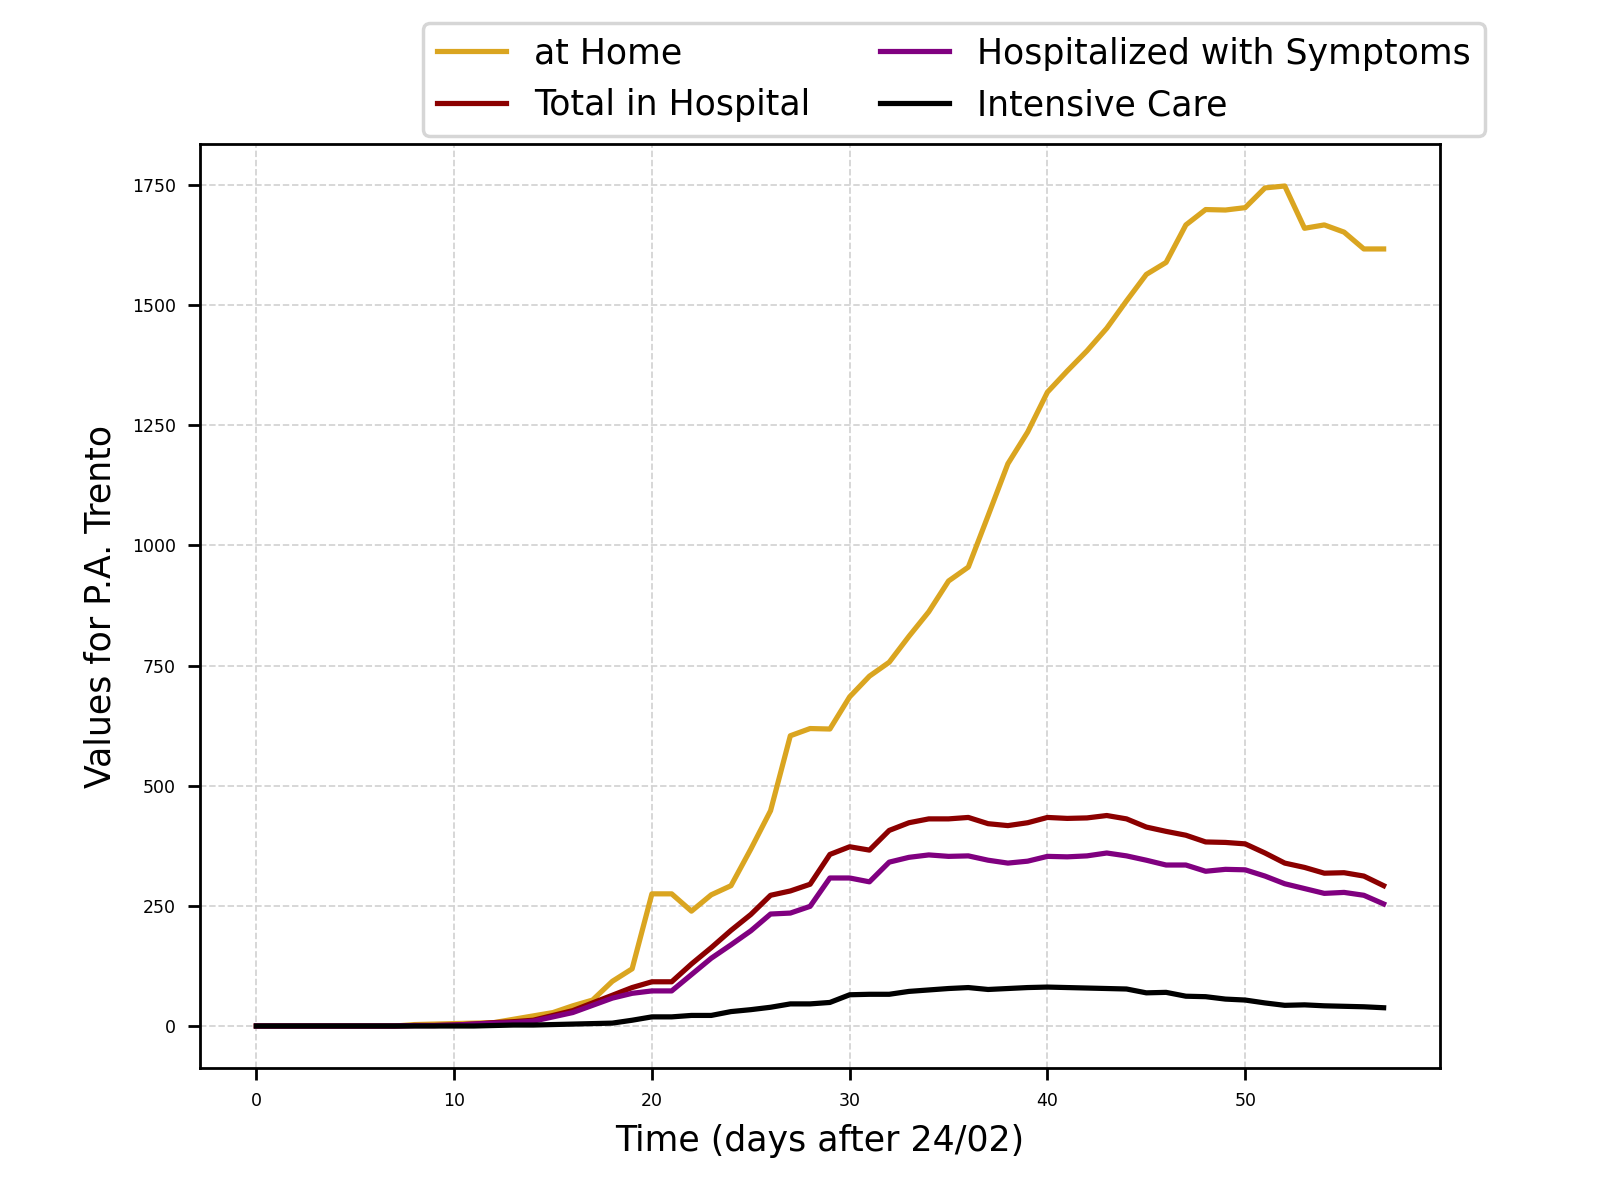 at Home
Total in Hospital
Hospitalized with Symptoms
Intensive Care
Values for P.A. Trento
1750
1500
1250
1000
750
500
250
0
0 10 20 30 40 50
Time (days after 24/02)